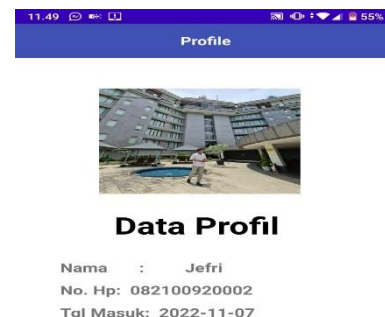 11.49 55%
Profile
Data Profil
Nama : Jefri
No. Hp: 082100920002
Tgl Masuk: 2022-11-07